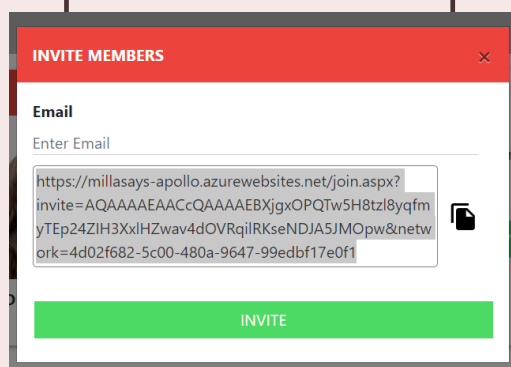 INVITE MEMBERS
×
Email
Enter Email
https://millasays-apollo.azurewebsites.net/join.aspx?
invite=AQAAAAEAACcQAAAAEBXjgxOPQTw5H8tzl8yqfm
yTEp24ZIH3XxlHZwav4dOVRqilRKseNDJA5JMOpw&netw
ork=4d02f682-5c00-480a-9647-99edbf17e0f1
INVITE